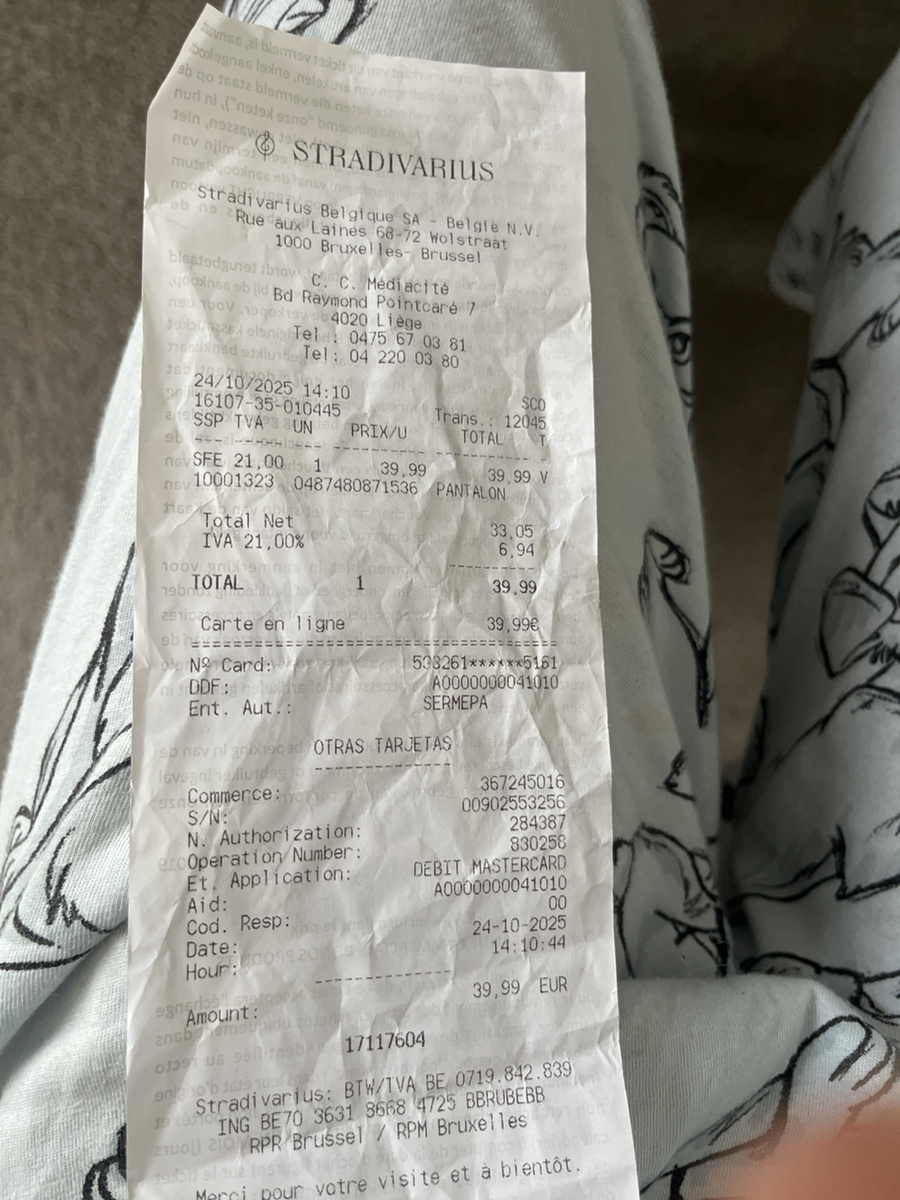 STRADIVARIUS
Stradivarius Belgique SA - Belgie N.V.
Rue aux Laines 68-72 Wolstraat
1000 Bruxelles- Brussel
C. C. Médiacité
Bd Raymond Pointcaré 7
4020 Liège
Tel : 0475 67 03 81
Tel: 04 220 03 80
24/10/2025 14:10 SCO
16107-35-010445 Trans.: 12045
SSP TVA UN PRIX/U TOTAL T
SFE 21,00 1 39,99 39,99 V
10001323 0487480871536 PANTALON
Total Net 33,05
IVA 21,00% 6,94
TOTAL 1 39,99
Carte en ligne 39,99€
Nº Card: 533261******5161
DDF: A0000000041010
Ent. Aut.: SERMEPA
OTRAS TARJETAS
Commerce: 367245016
S/N: 00902553256
N. Authorization: 284387
Operation Number: 830258
Et. Application: DEBIT MASTERCARD
Aid: A0000000041010
Cod. Resp: 00
Date: 24-10-2025
Hour: 14:10:44
Amount: 39,99 EUR
17117604
Stradivarius: BTW/TVA BE 0719.842.839
ING BE70 3631 8668 4725 BBRUBEBB
RPR Brussel / RPM Bruxelles
Merci pour votre visite et à bientôt.